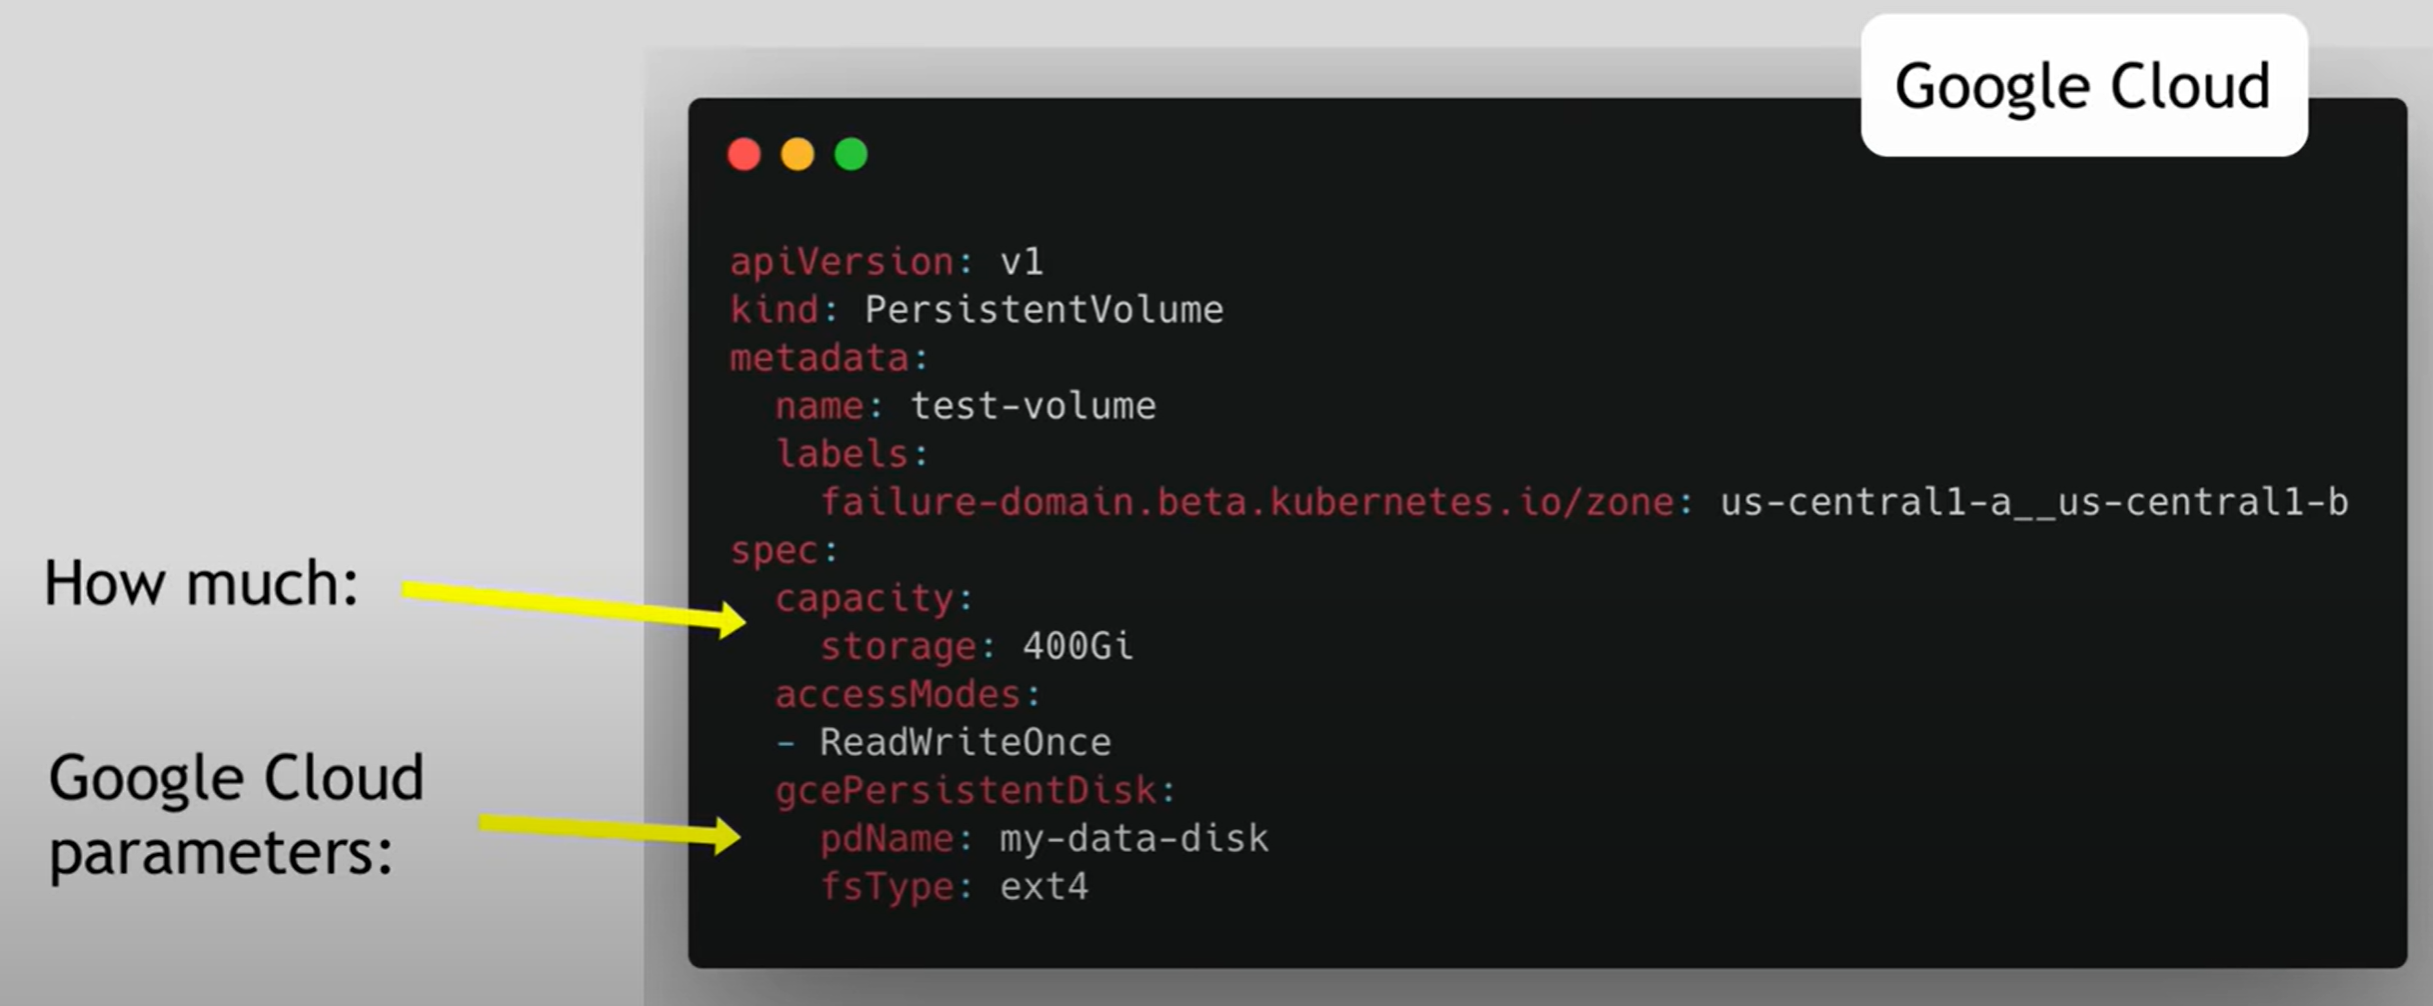 Google Cloud
apiVersion: v1
kind: PersistentVolume
metadata:
  name: test-volume
  labels:
    failure-domain.beta.kubernetes.io/zone: us-central1-a__us-central1-b
spec:
  capacity:
    storage: 400Gi
  accessModes:
  - ReadWriteOnce
  gcePersistentDisk:
    pdName: my-data-disk
    fsType: ext4
How much:
Google Cloud
parameters: